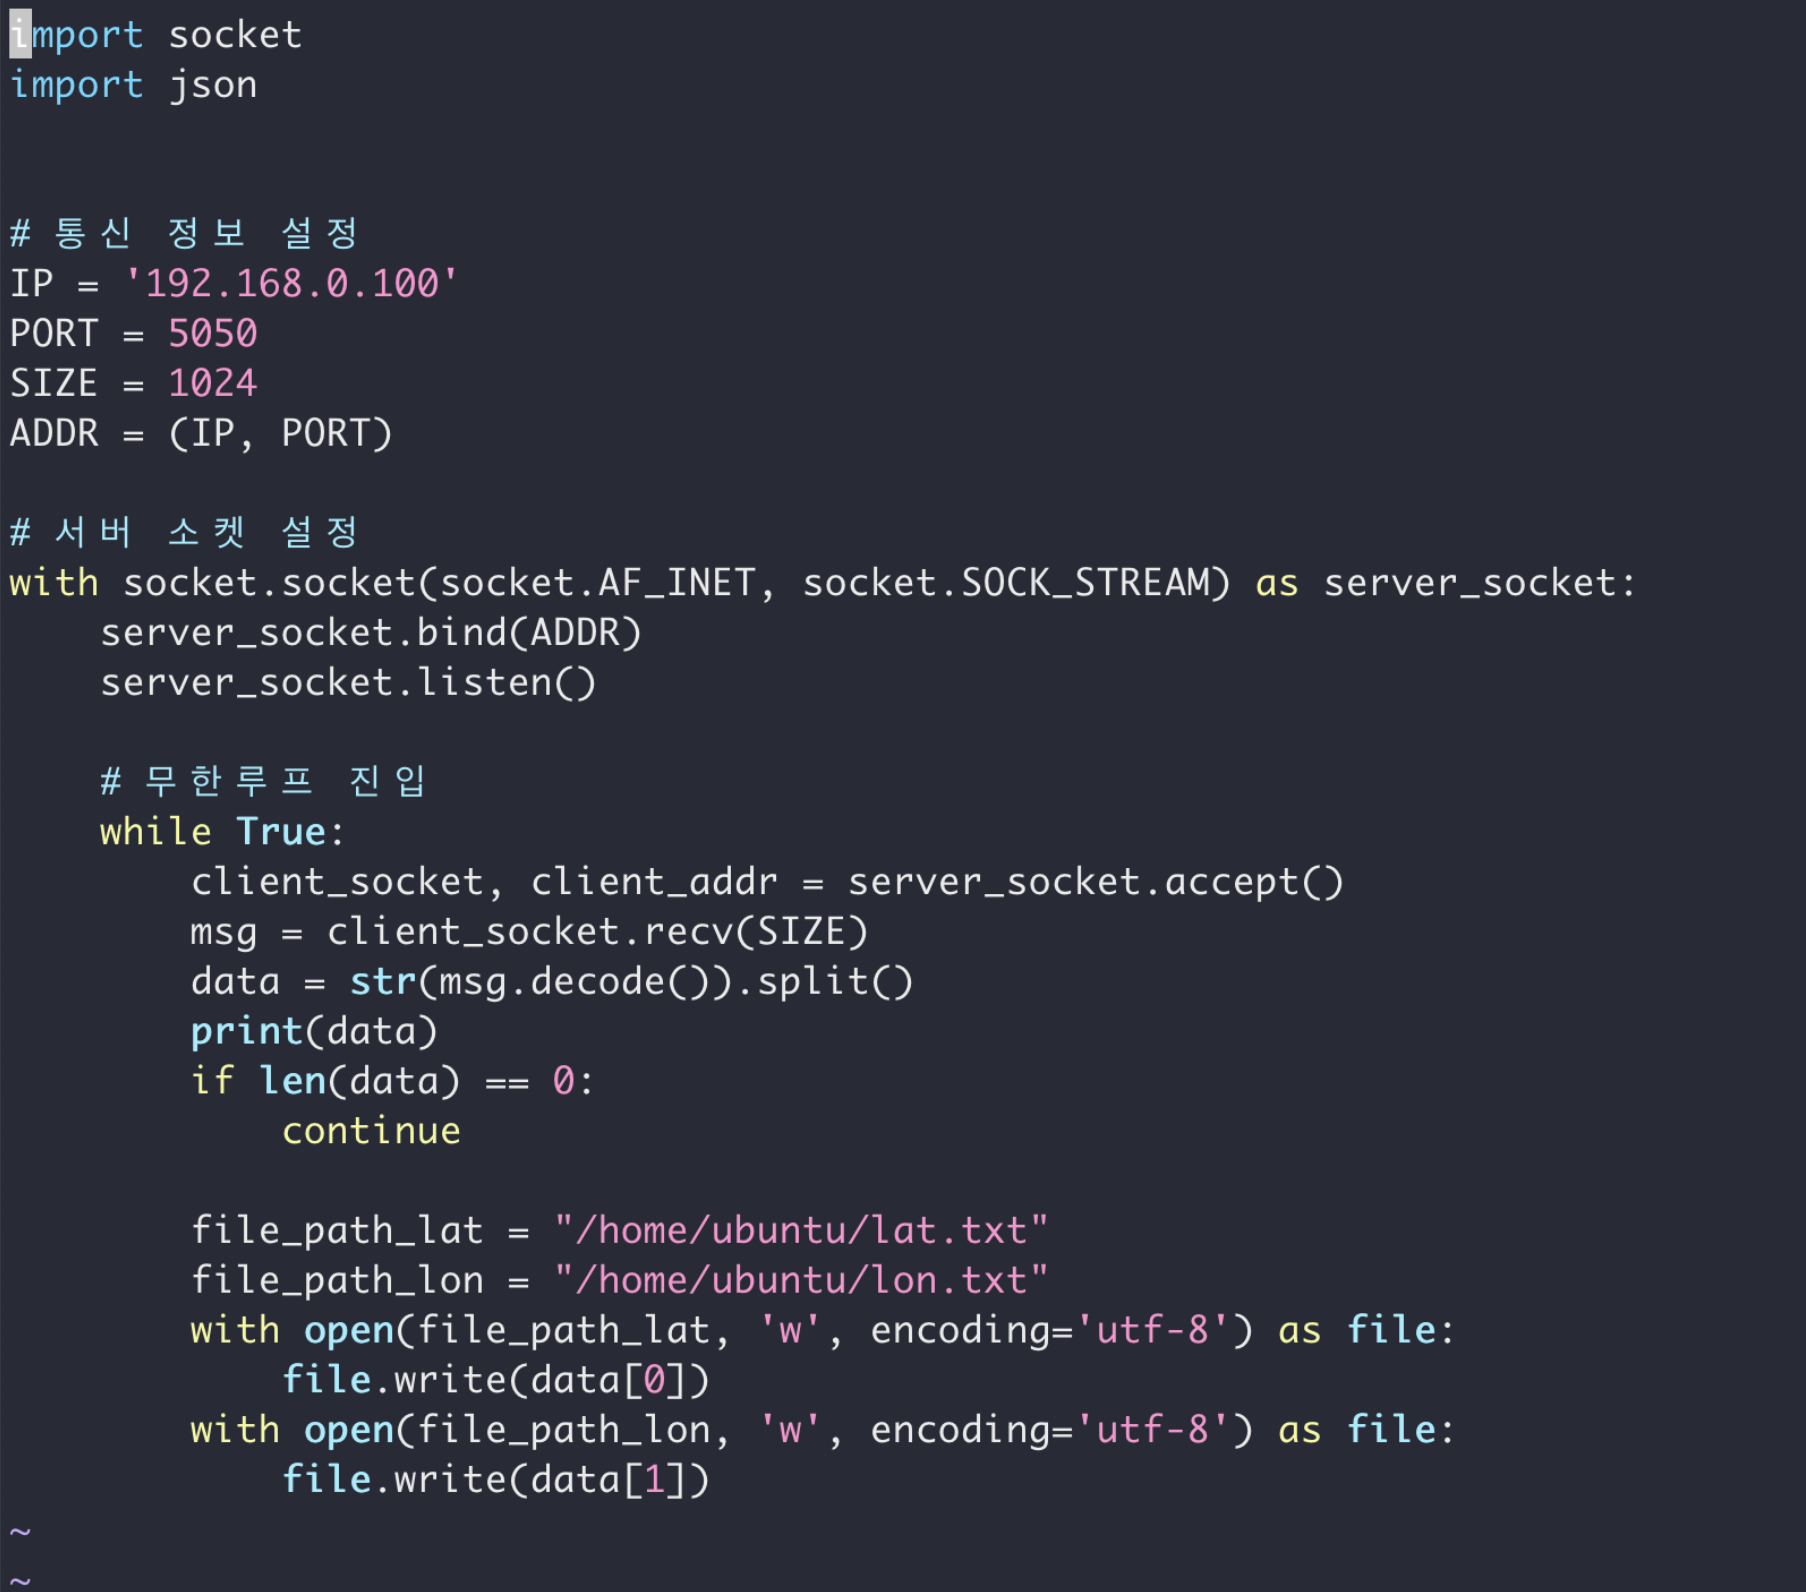 import socket
import json
# 통신 정보 설정
IP = '192.168.0.100'
PORT = 5050
SIZE = 1024
ADDR = (IP, PORT)
# 서버 소켓 설정
with socket.socket(socket.AF_INET, socket.SOCK_STREAM) as server_socket:
    server_socket.bind(ADDR)
    server_socket.listen()
    # 무한루프 진입
    while True:
        client_socket, client_addr = server_socket.accept()
        msg = client_socket.recv(SIZE)
        data = str(msg.decode()).split()
        print(data)
        if len(data) == 0:
            continue
        file_path_lat = "/home/ubuntu/lat.txt"
        file_path_lon = "/home/ubuntu/lon.txt"
        with open(file_path_lat, 'w', encoding='utf-8') as file:
            file.write(data[0])
        with open(file_path_lon, 'w', encoding='utf-8') as file:
            file.write(data[1])
~
~